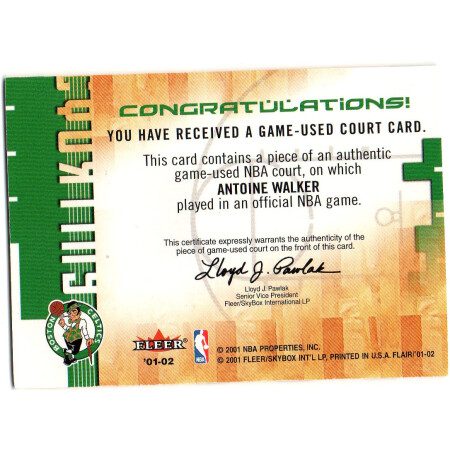 CONGRATULATIONS!
YOU HAVE RECEIVED A GAME-USED COURT CARD.
This card contains a piece of an authentic
game-used NBA court, on which
ANTOINE WALKER
played in an official NBA game.
This certificate expressly warrants the authenticity of the
piece of game-used court on the front of this card.
Lloyd J. Pawlak
Lloyd J. Pawlak
Senior Vice President
Fleer/SkyBox International LP
BOSTON
CELTICS
FLEER
'01-02
NBA
© 2001 NBA PROPERTIES, INC.
© 2001 FLEER/SKYBOX INT'L LP, PRINTED IN U.S.A. FLAIR/'01-02